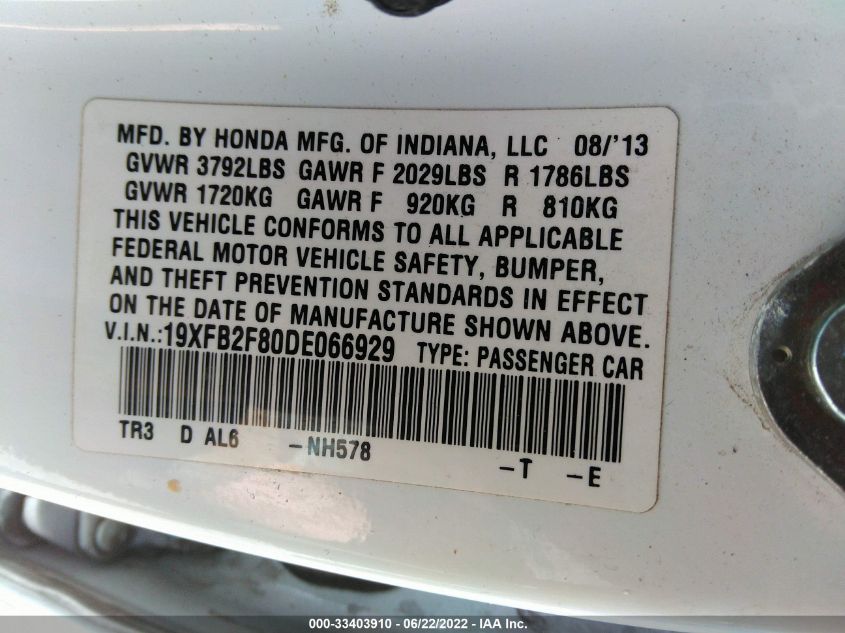 MFD. BY HONDA MFG. OF INDIANA, LLC 08/'13
GVWR 3792LBS GAWR F 2029LBS R 1786LBS
GVWR 1720KG GAWR F 920KG R 810KG
THIS VEHICLE CONFORMS TO ALL APPLICABLE
FEDERAL MOTOR VEHICLE SAFETY, BUMPER,
AND THEFT PREVENTION STANDARDS IN EFFECT
ON THE DATE OF MANUFACTURE SHOWN ABOVE.
V.I.N.:19XFB2F80DE066929 TYPE: PASSENGER CAR
TR3 D AL6 -NH578 -T -E
000-33403910 - 06/22/2022 - IAA Inc.